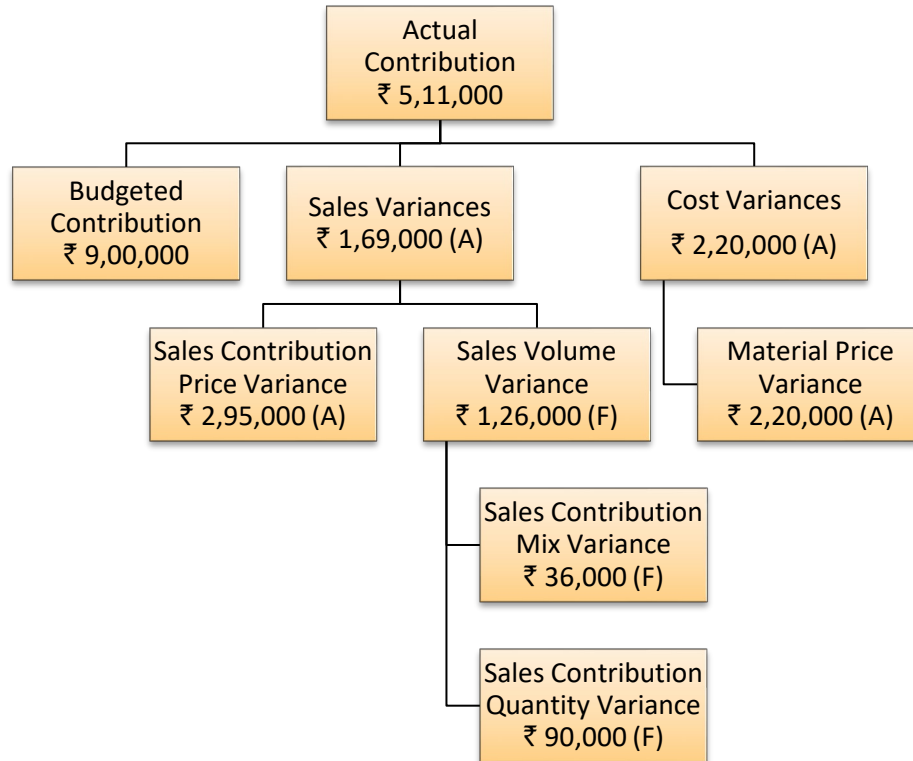 Actual
Contribution
₹ 5,11,000
Budgeted
Contribution
₹ 9,00,000
Sales Variances
₹ 1,69,000 (A)
Cost Variances
₹ 2,20,000 (A)
Sales Contribution
Price Variance
₹ 2,95,000 (A)
Sales Volume
Variance
₹ 1,26,000 (F)
Material Price
Variance
₹ 2,20,000 (A)
Sales Contribution
Mix Variance
₹ 36,000 (F)
Sales Contribution
Quantity Variance
₹ 90,000 (F)